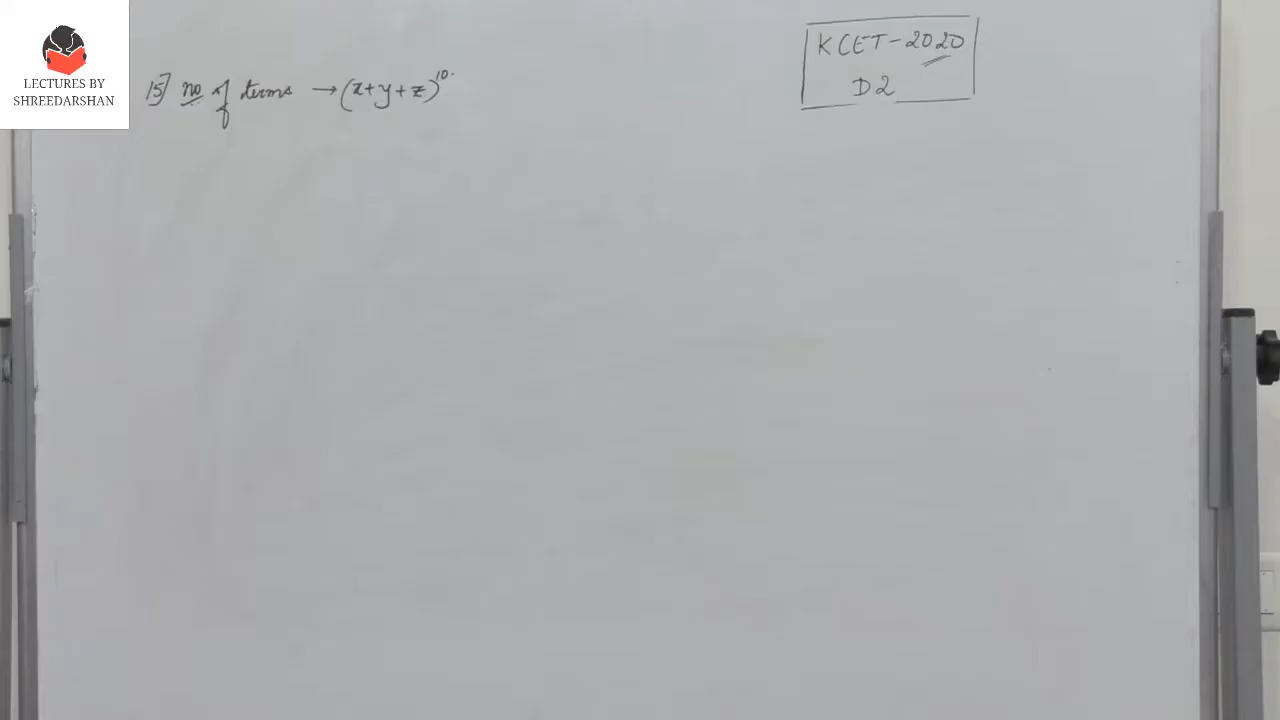 LECTURES BY
SHREEDARSHAN
15] no of terms → (x+y+z)^10.
KCET-2020
D2